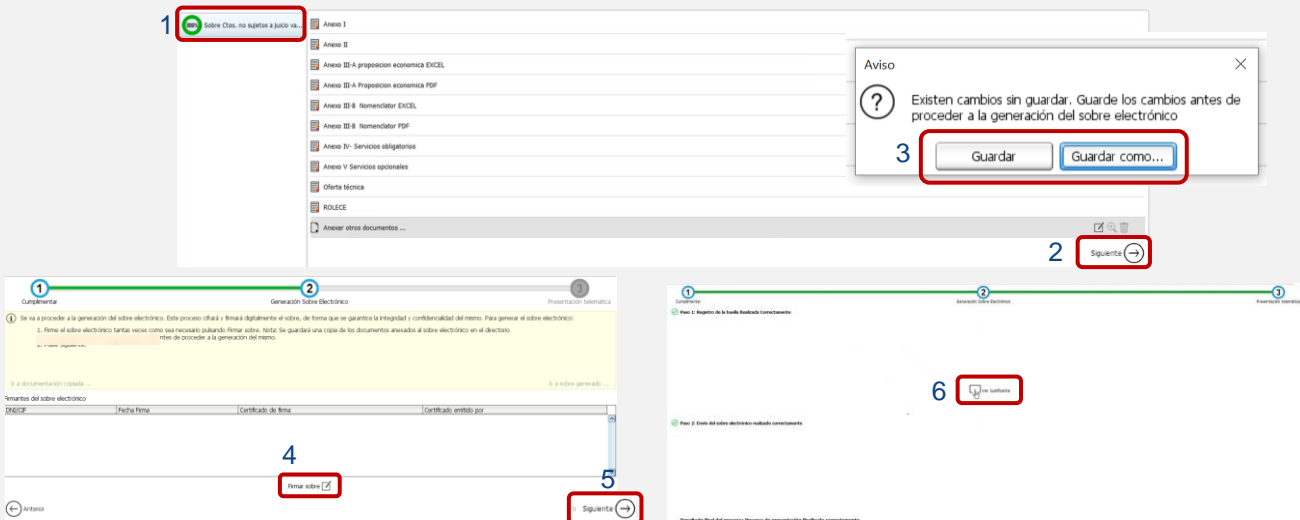 1
100%
Sobre Ctos. no sujetos a juicio va...
Anexo I
Anexo II
Anexo III-A proposicion economica EXCEL
Anexo III-A Proposicion economica PDF
Anexo III-B Nomenclator EXCEL
Anexo III-B Nomenclator PDF
Anexo IV- Servicios obligatorios
Anexo V Servicios opcionales
Oferta técnica
ROLECE
Anexar otros documentos ...
2
Siguiente
Aviso
Existen cambios sin guardar. Guarde los cambios antes de
proceder a la generación del sobre electrónico
3
Guardar
Guardar como...
1
2
3
Cumplimentar
Generación Sobre Electrónico
Presentación telemática
Se va a proceder a la generación del sobre electrónico. Este proceso cifrará y firmará digitalmente el sobre, de forma que se garantice la integridad y confidencialidad del mismo. Para generar el sobre electrónico:
1. Firme el sobre electrónico tantas veces como sea necesario pulsando Firmar sobre. Nota: Se guardará una copia de los documentos anexados al sobre electrónico en el directorio
ntes de proceder a la generación del mismo.
Ir a documentación copiada ...
Ir a sobre generado ...
Firmantes del sobre electrónico
DNI/CIF
Fecha Firma
Certificado de firma
Certificado emitido por
4
Firmar sobre
5
Anterior
Siguiente
1
2
3
Cumplimentar
Generación Sobre Electrónico
Presentación telemática
Paso 1: Registro de la huella Realizada Correctamente
6
Ver Justificante
Paso 2: Envío del sobre electrónico realizado correctamente